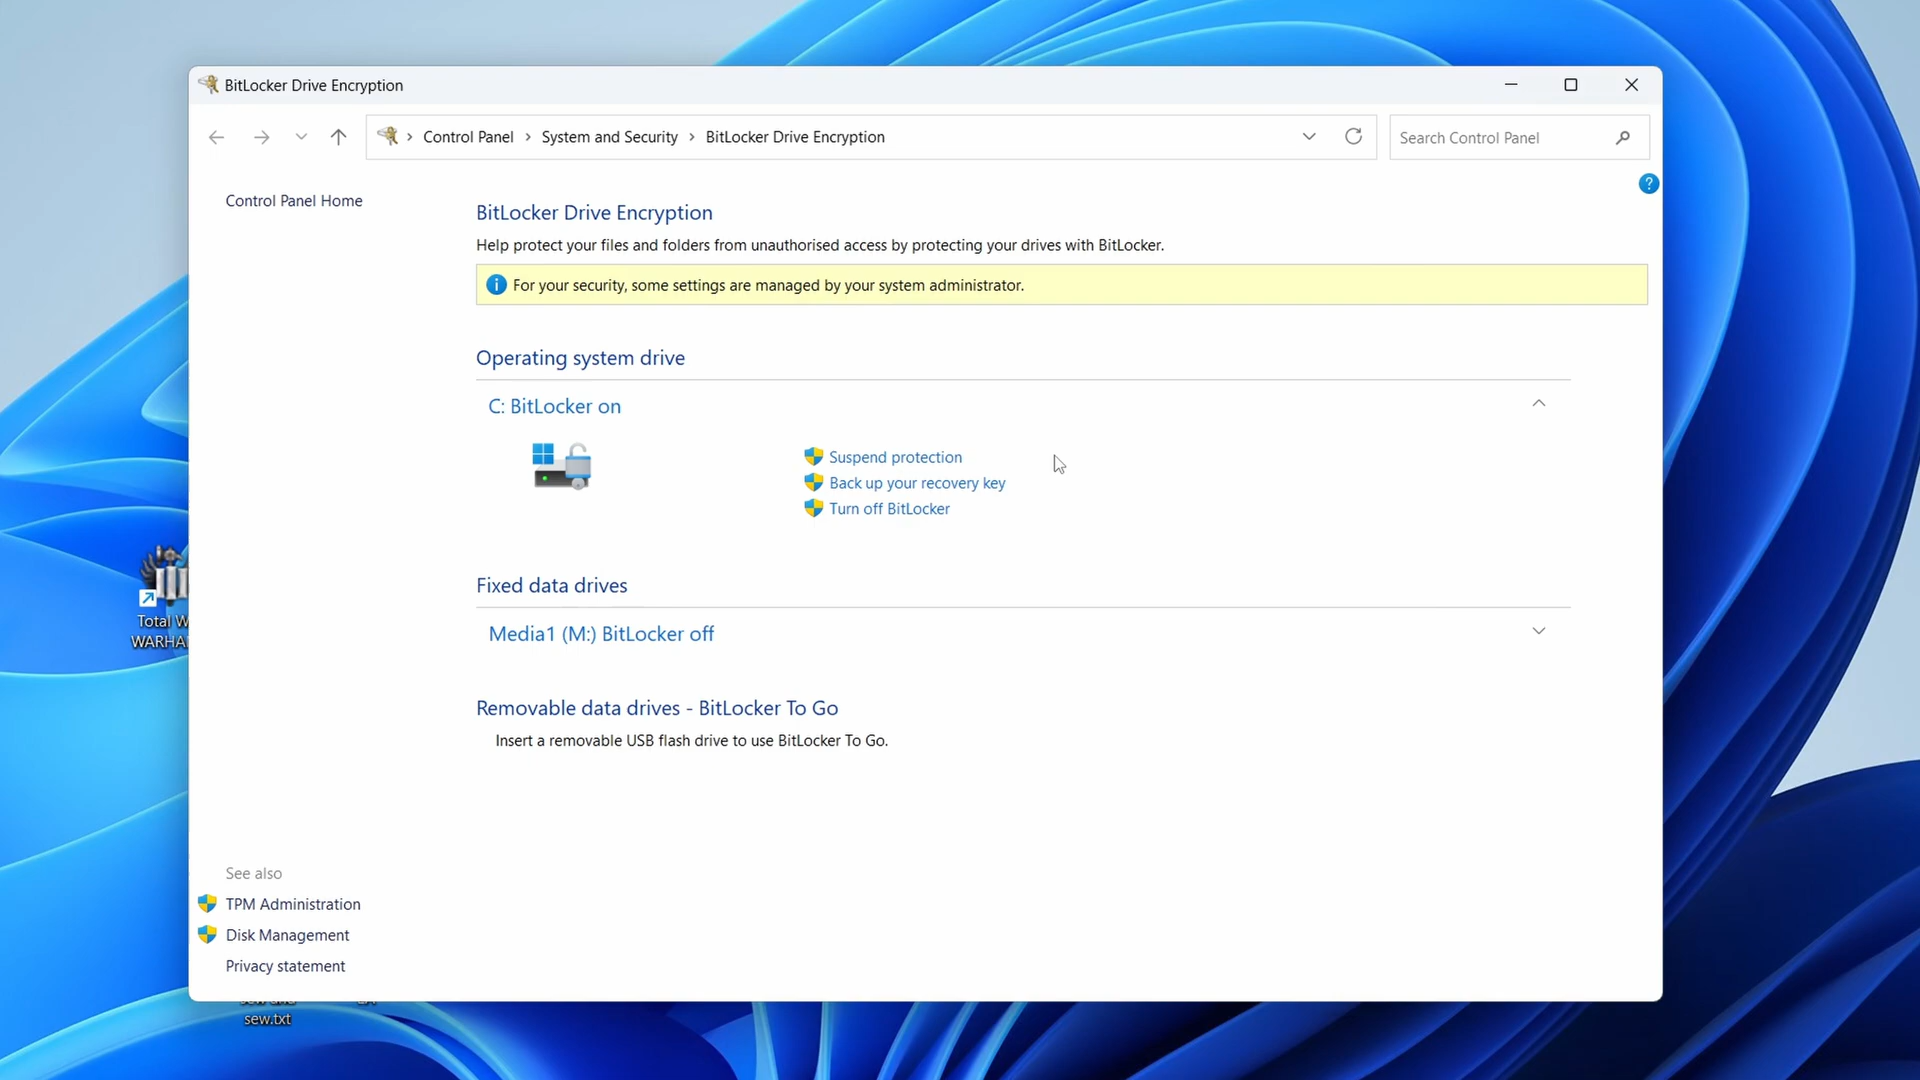 BitLocker Drive Encryption
Control Panel > System and Security > BitLocker Drive Encryption
Search Control Panel
?
Control Panel Home
BitLocker Drive Encryption
Help protect your files and folders from unauthorised access by protecting your drives with BitLocker.
i For your security, some settings are managed by your system administrator.
Operating system drive
C: BitLocker on
Suspend protection
Back up your recovery key
Turn off BitLocker
Fixed data drives
Media1 (M:) BitLocker off
Removable data drives - BitLocker To Go
Insert a removable USB flash drive to use BitLocker To Go.
See also
TPM Administration
Disk Management
Privacy statement
Total W
WARHA
sew.txt